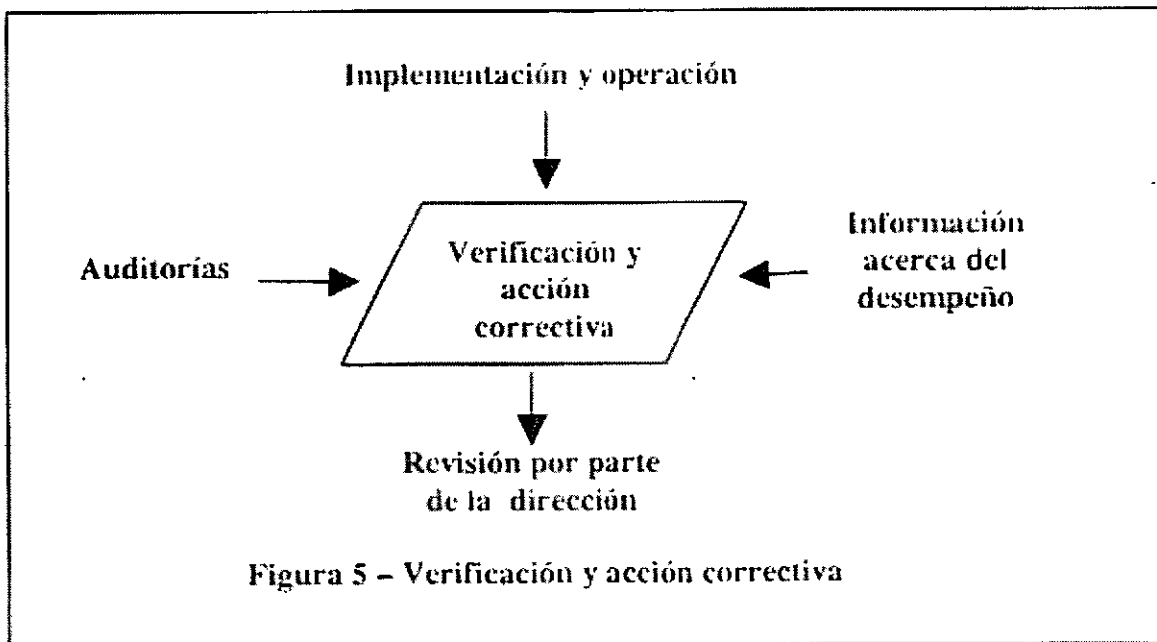 Implementación y operación
Auditorías
Verificación y
acción
correctiva
Información
acerca del
desempeño
Revisión por parte
de la dirección
Figura 5 – Verificación y acción correctiva